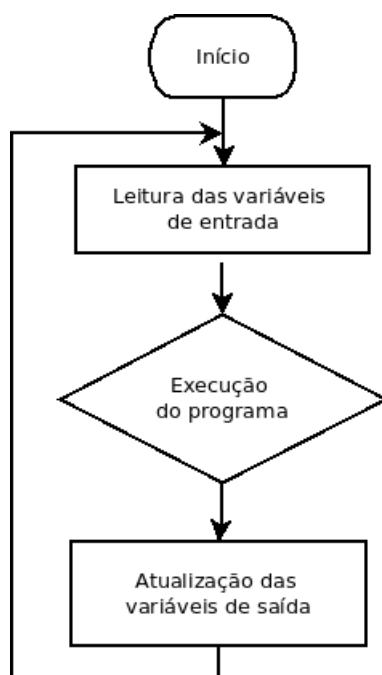 Início
Leitura das variáveis
de entrada
Execução
do programa
Atualização das
variáveis de saída